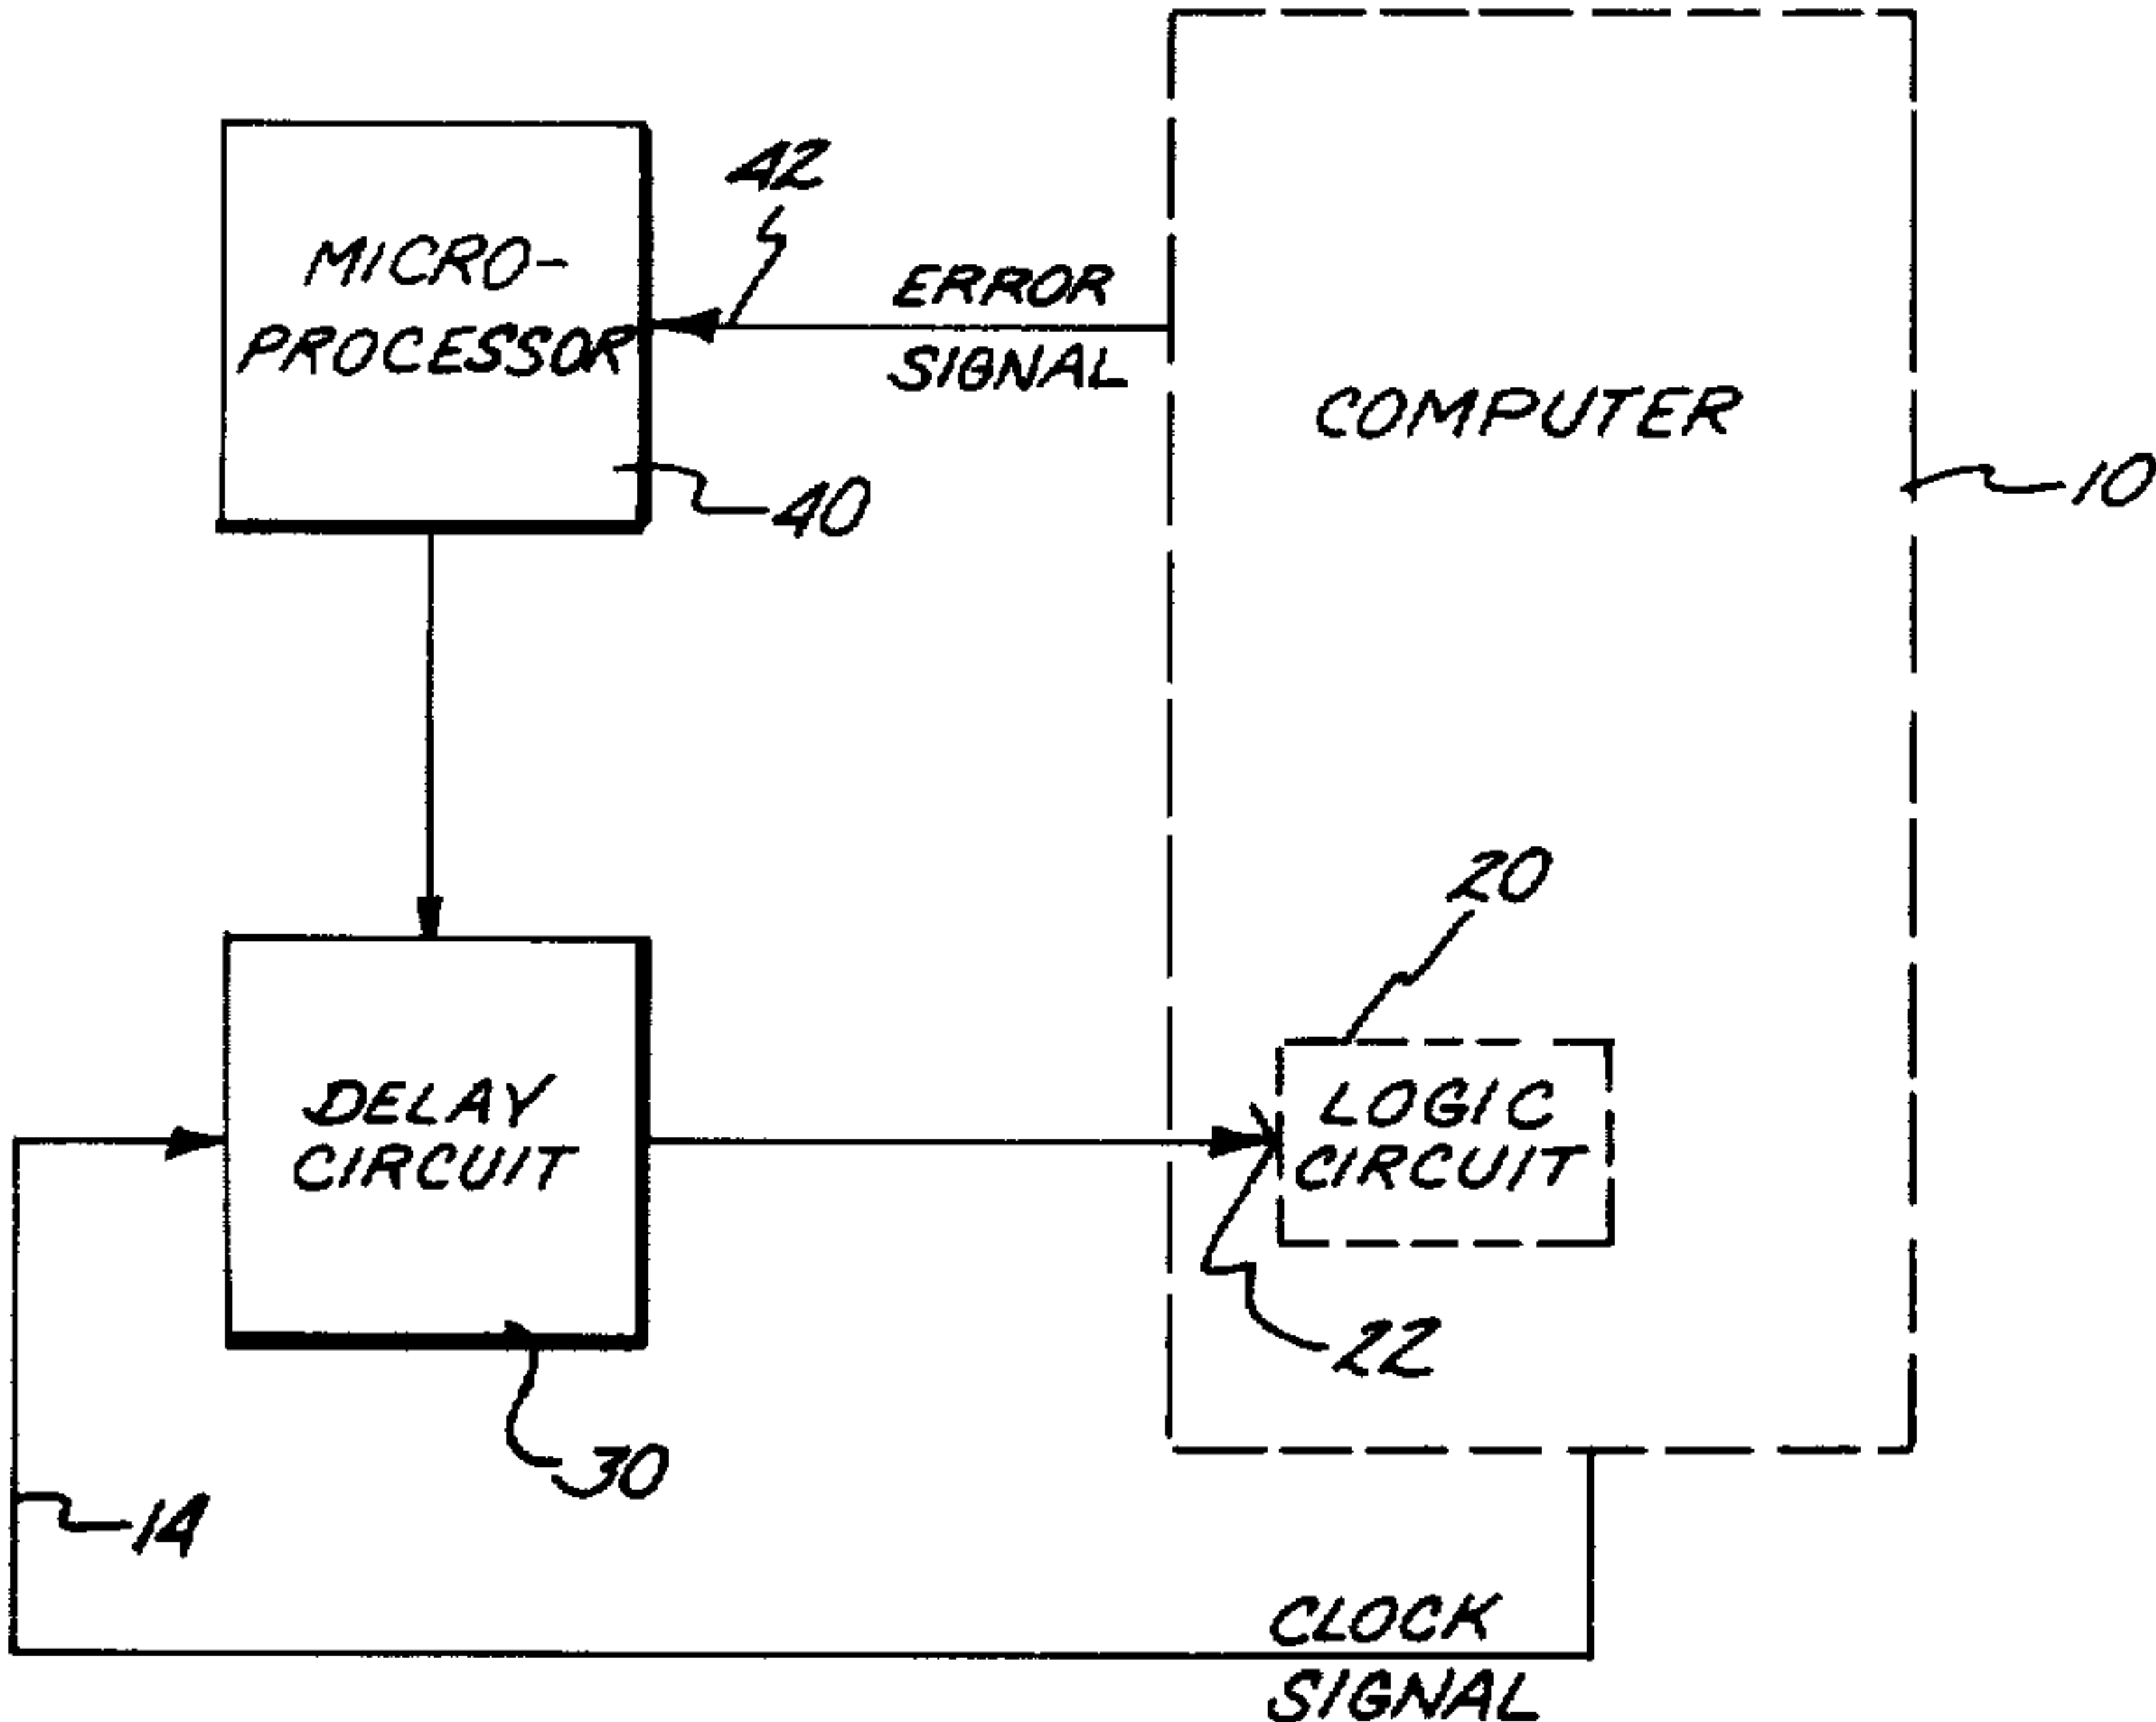 42
MICRO-
PROCESSOR
ERROR
SIGNAL
COMPUTER
10
40
20
DELAY
CIRCUIT
LOGIC
CIRCUIT
22
30
14
CLOCK
SIGNAL